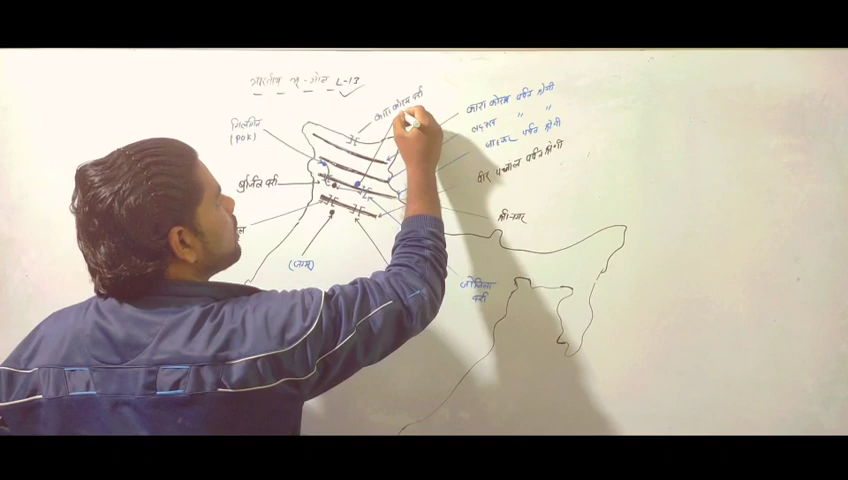 भारतीय भू-गोल L-13
कारा कोरम दर्रा
कारा कोरम पर्वत श्रेणी
लद्दाख " "
जास्कर पर्वत श्रेणी
पीर पंजाल पर्वत श्रेणी
गिलगित
(POK)
बुर्जिल दर्रा
ल
श्रीनगर
(जम्मू)
जोजिला
दर्रा